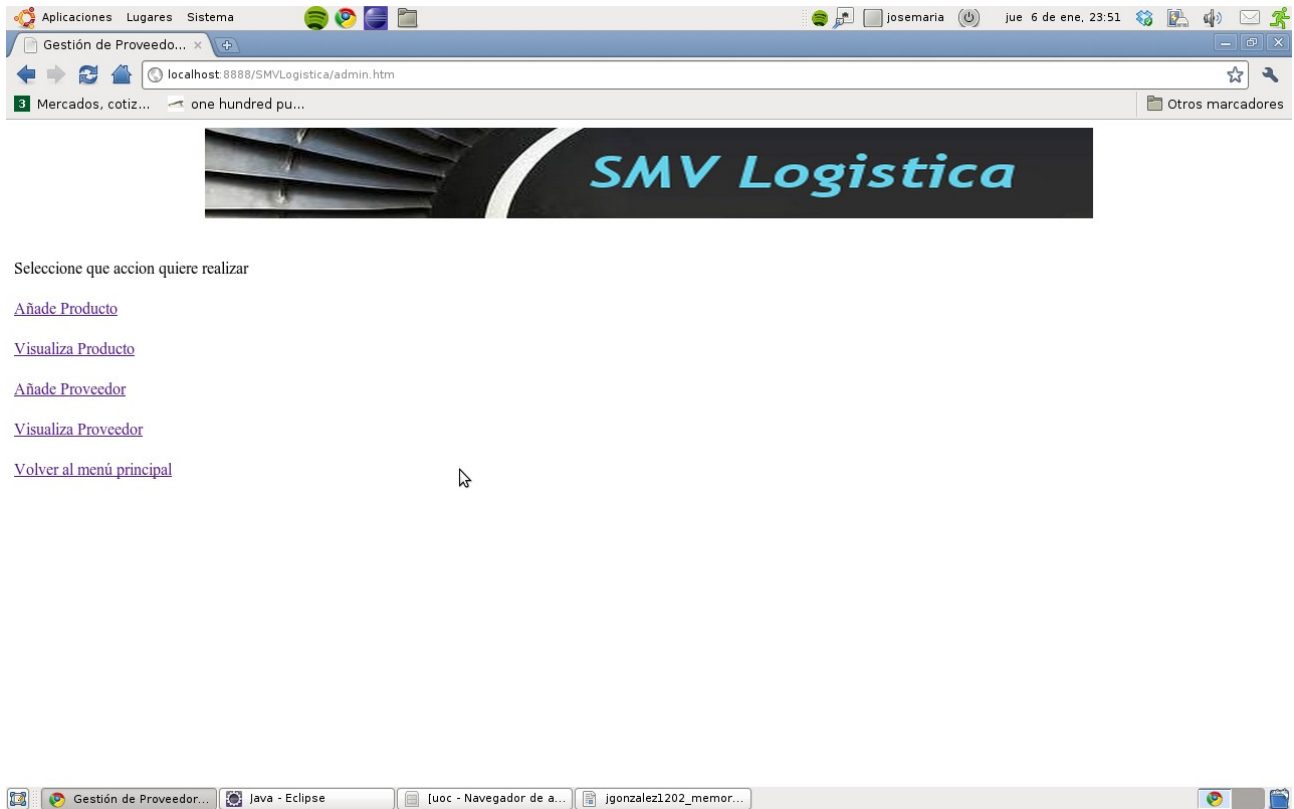 Aplicaciones Lugares Sistema josemaria jue 6 de ene, 23:51
Gestión de Proveedo...
localhost:8888/SMVLogistica/admin.htm
3 Mercados, cotiz... one hundred pu... Otros marcadores
SMV Logistica
Seleccione que accion quiere realizar
Añade Producto
Visualiza Producto
Añade Proveedor
Visualiza Proveedor
Volver al menú principal
Gestión de Proveedor... Java - Eclipse [uoc - Navegador de a... jgonzalez1202_memor...